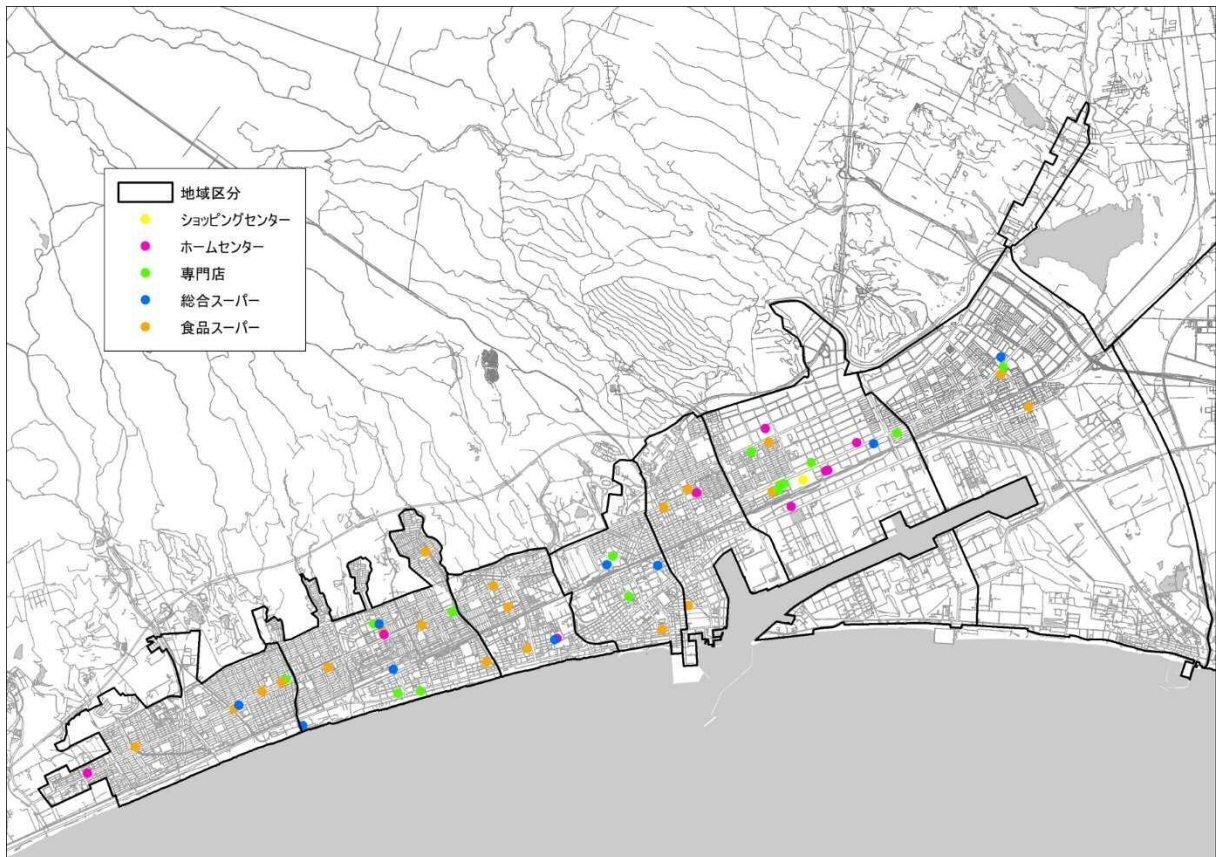 地域区分
ショッピングセンター
ホームセンター
専門店
総合スーパー
食品スーパー